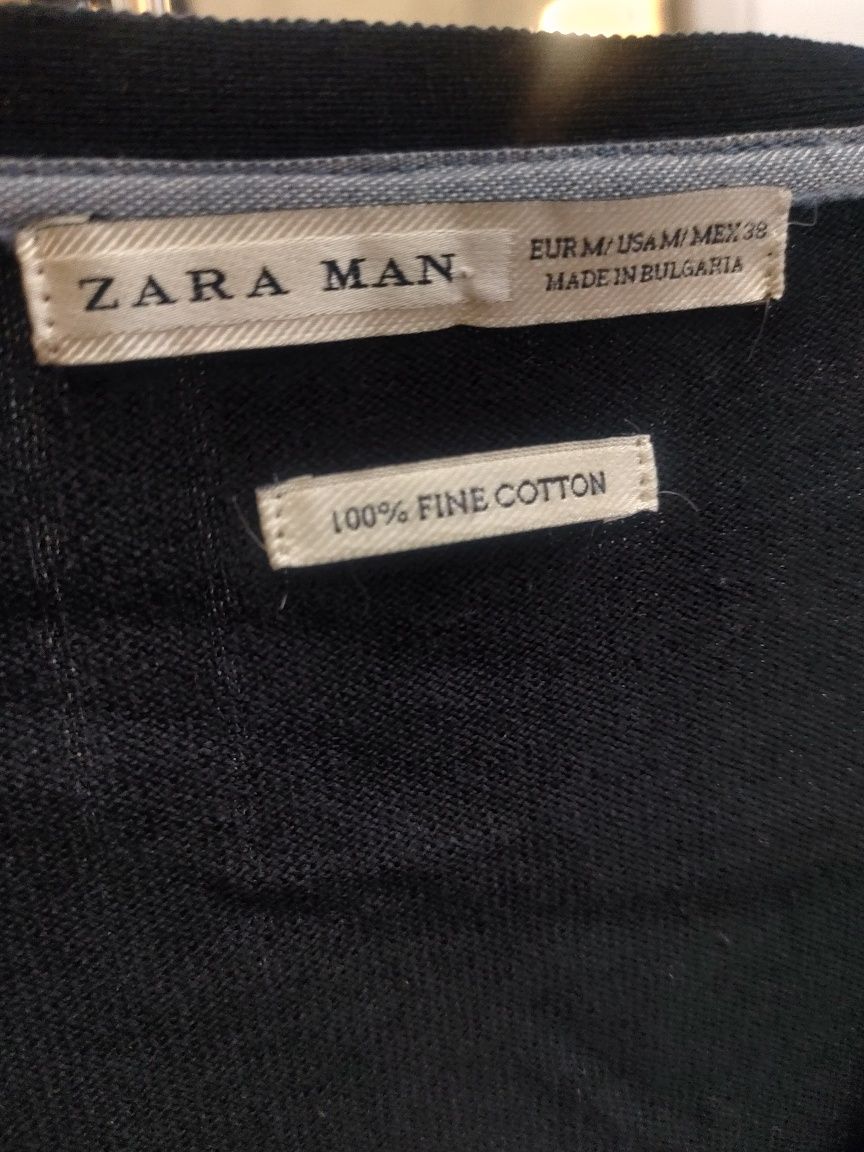 ZARA MAN
EUR M/ USA M/ MEX 38
MADE IN BULGARIA
100% FINE COTTON